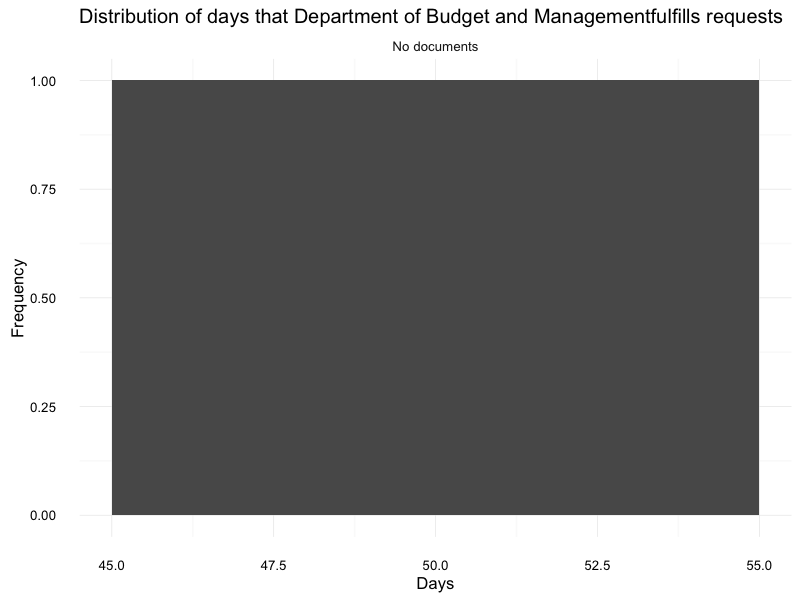 Distribution of days that Department of Budget and Managementfulfills requests
No documents
1.00
0.75
0.50
0.25
0.00
Frequency
45.0 47.5 50.0 52.5 55.0
Days